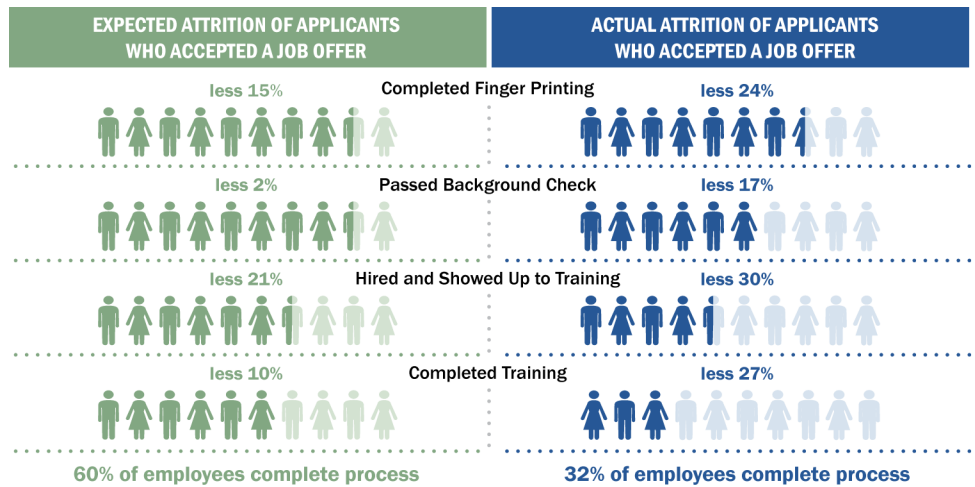 EXPECTED ATTRITION OF APPLICANTS
WHO ACCEPTED A JOB OFFER
ACTUAL ATTRITION OF APPLICANTS
WHO ACCEPTED A JOB OFFER
Completed Finger Printing
less 15%
less 24%
Passed Background Check
less 2%
less 17%
Hired and Showed Up to Training
less 21%
less 30%
Completed Training
less 10%
less 27%
60% of employees complete process
32% of employees complete process